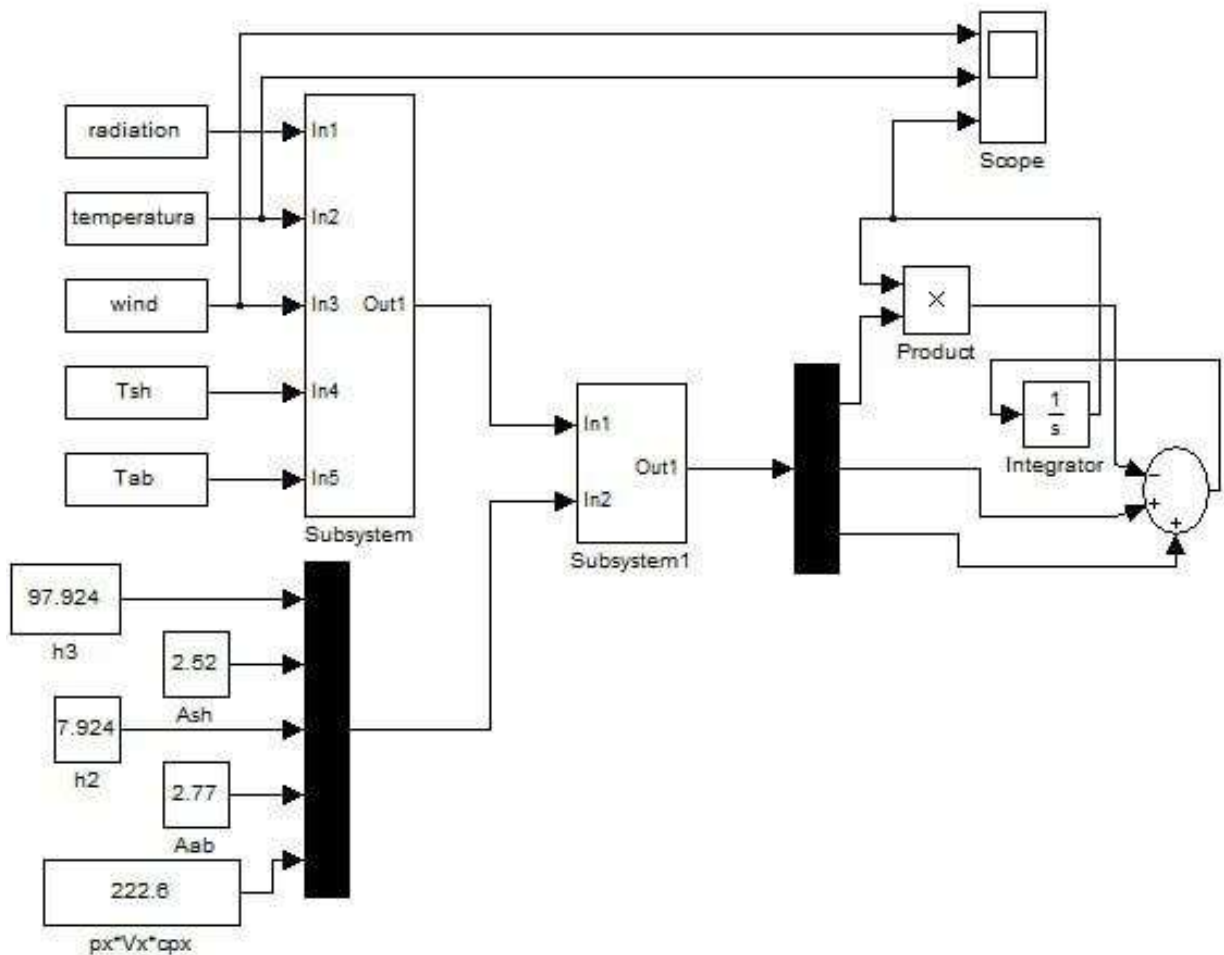 Scope
radiation
In1
temperatura
In2
wind
In3
Out1
Tsh
In4
Tab
In5
Subsystem
×
Product
1
s
Integrator
In1
Out1
In2
Subsystem1
−
+
+
97.924
h3
2.52
Ash
7.924
h2
2.77
Aab
222.6
px*Vx*cpx